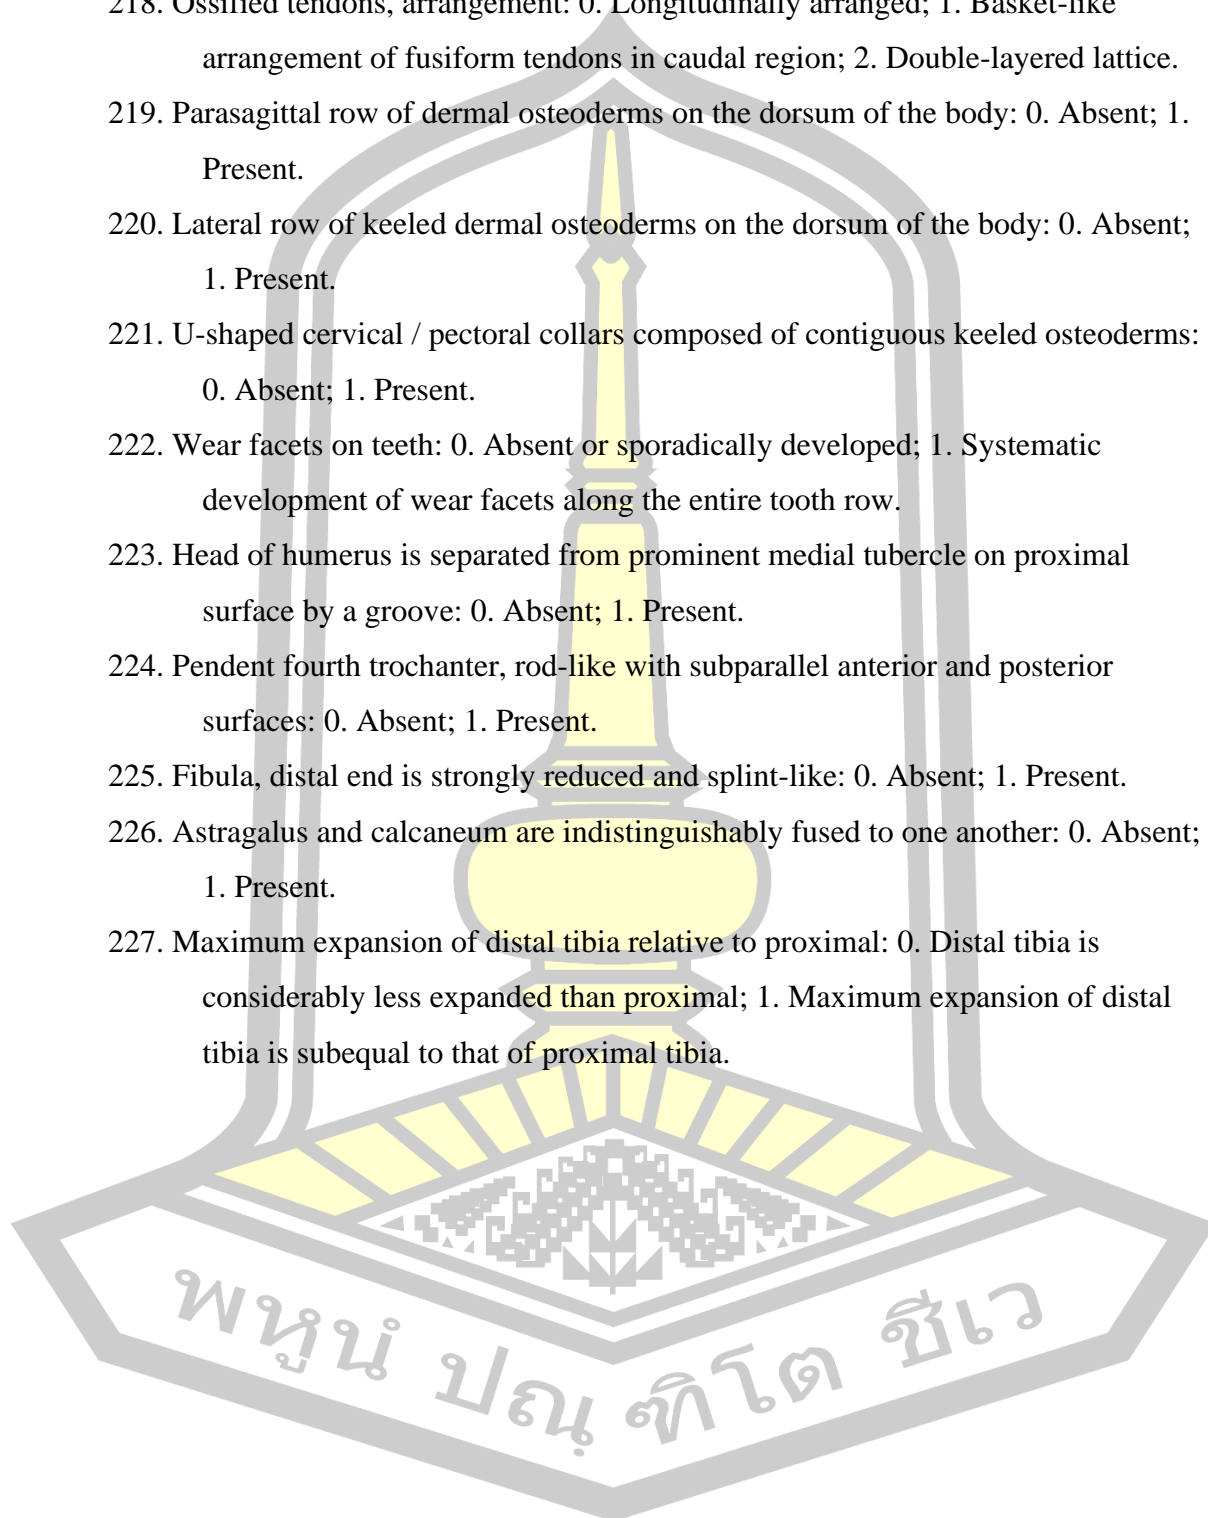 218. Ossified tendons, arrangement: 0. Longitudinally arranged; 1. Basket-like
arrangement of fusiform tendons in caudal region; 2. Double-layered lattice.
219. Parasagittal row of dermal osteoderms on the dorsum of the body: 0. Absent; 1.
Present.
220. Lateral row of keeled dermal osteoderms on the dorsum of the body: 0. Absent;
1. Present.
221. U-shaped cervical / pectoral collars composed of contiguous keeled osteoderms:
0. Absent; 1. Present.
222. Wear facets on teeth: 0. Absent or sporadically developed; 1. Systematic
development of wear facets along the entire tooth row.
223. Head of humerus is separated from prominent medial tubercle on proximal
surface by a groove: 0. Absent; 1. Present.
224. Pendent fourth trochanter, rod-like with subparallel anterior and posterior
surfaces: 0. Absent; 1. Present.
225. Fibula, distal end is strongly reduced and splint-like: 0. Absent; 1. Present.
226. Astragalus and calcaneum are indistinguishably fused to one another: 0. Absent;
1. Present.
227. Maximum expansion of distal tibia relative to proximal: 0. Distal tibia is
considerably less expanded than proximal; 1. Maximum expansion of distal
tibia is subequal to that of proximal tibia.
พหูนํ ปณฺฑิโต ชีเว